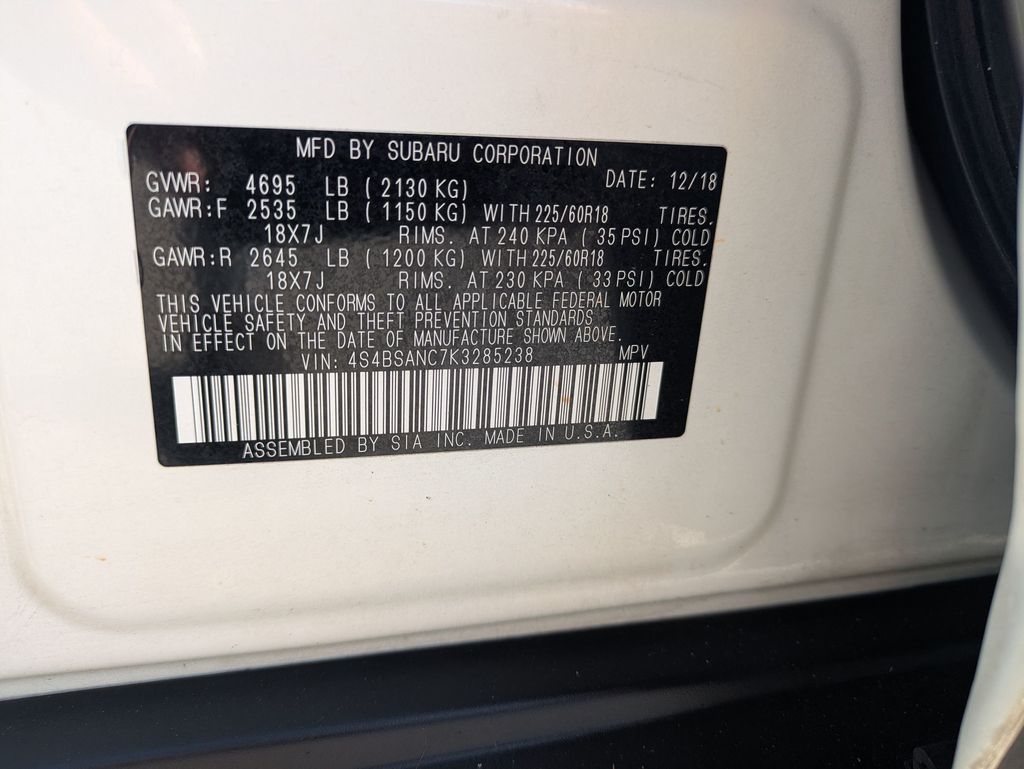 MFD BY SUBARU CORPORATION
GVWR: 4695 LB ( 2130 KG) DATE: 12/18
GAWR:F 2535 LB ( 1150 KG) WITH 225/60R18 TIRES.
18X7J RIMS. AT 240 KPA ( 35 PSI) COLD
GAWR:R 2645 LB ( 1200 KG) WITH 225/60R18 TIRES.
18X7J RIMS. AT 230 KPA ( 33 PSI) COLD
THIS VEHICLE CONFORMS TO ALL APPLICABLE FEDERAL MOTOR
VEHICLE SAFETY AND THEFT PREVENTION STANDARDS
IN EFFECT ON THE DATE OF MANUFACTURE SHOWN ABOVE.
VIN: 4S4BSANC7K3285238 MPV
ASSEMBLED BY SIA INC. MADE IN U.S.A.